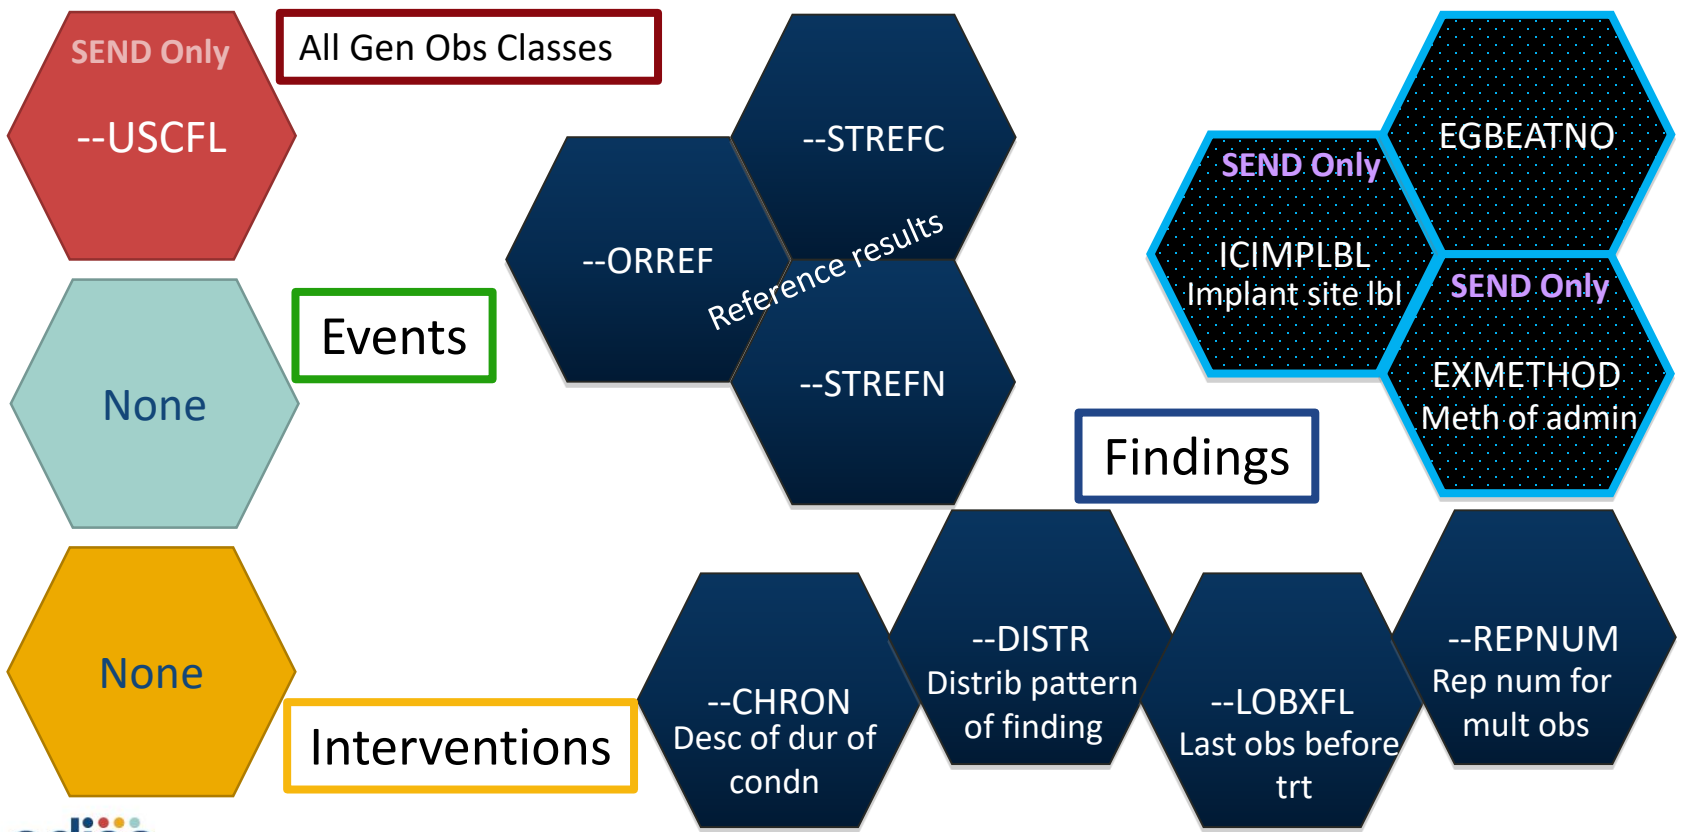 SEND Only
--USCFL
All Gen Obs Classes
None
Events
None
Interventions
--STREFC
--ORREF
Reference results
--STREFN
EGBEATNO
SEND Only
ICIMPLBL
Implant site lbl
SEND Only
EXMETHOD
Meth of admin
Findings
--CHRON
Desc of dur of
condn
--DISTR
Distrib pattern
of finding
--LOBXFL
Last obs before
trt
--REPNUM
Rep num for
mult obs